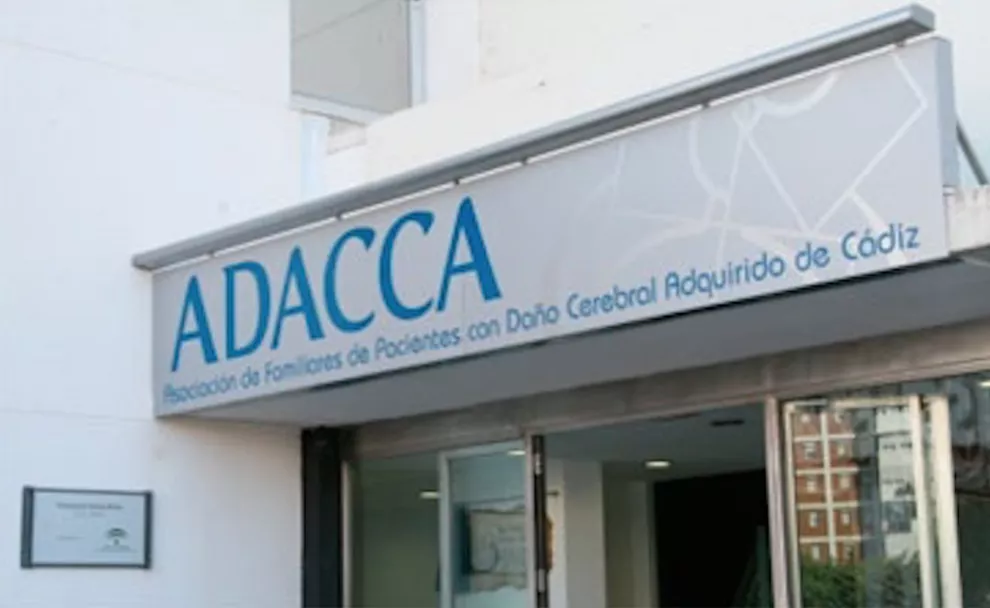 ADACCA
Asociación de Familiares de Pacientes con Daño Cerebral Adquirido de Cádiz